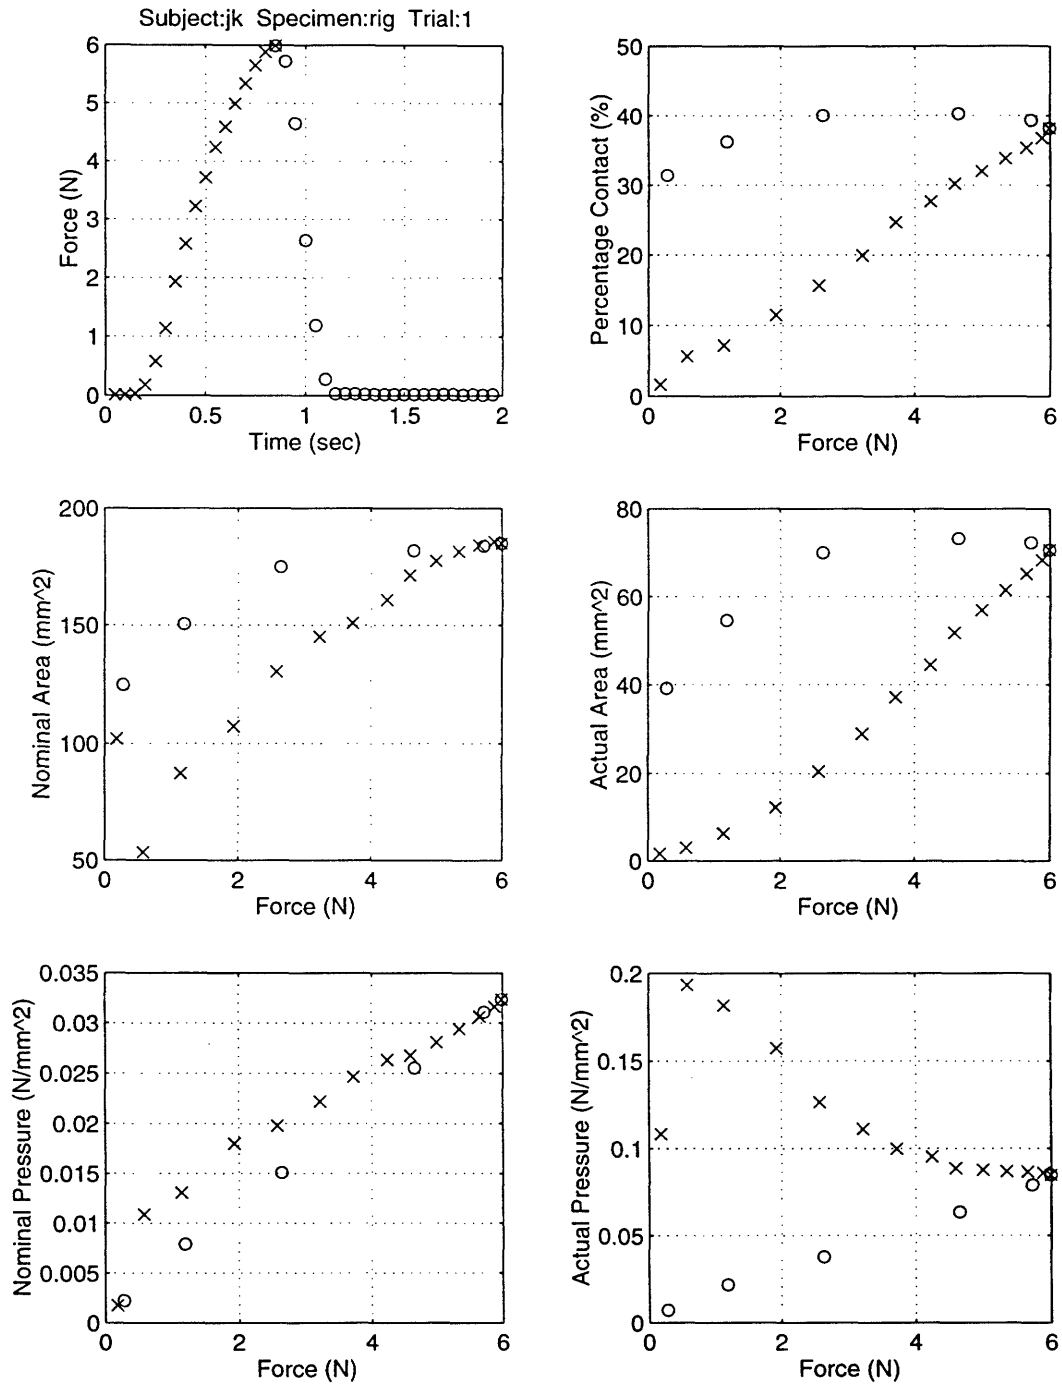 Subject:jk Specimen:rig Trial:1
6
5
4
3
2
1
0
Force (N)
0 0.5 1 1.5 2
Time (sec)
50
40
30
20
10
0
Percentage Contact (%)
0 2 4 6
Force (N)
200
150
100
50
Nominal Area (mm^2)
0 2 4 6
Force (N)
80
60
40
20
0
Actual Area (mm^2)
0 2 4 6
Force (N)
0.035
0.03
0.025
0.02
0.015
0.01
0.005
0
Nominal Pressure (N/mm^2)
0 2 4 6
Force (N)
0.2
0.15
0.1
0.05
0
Actual Pressure (N/mm^2)
0 2 4 6
Force (N)